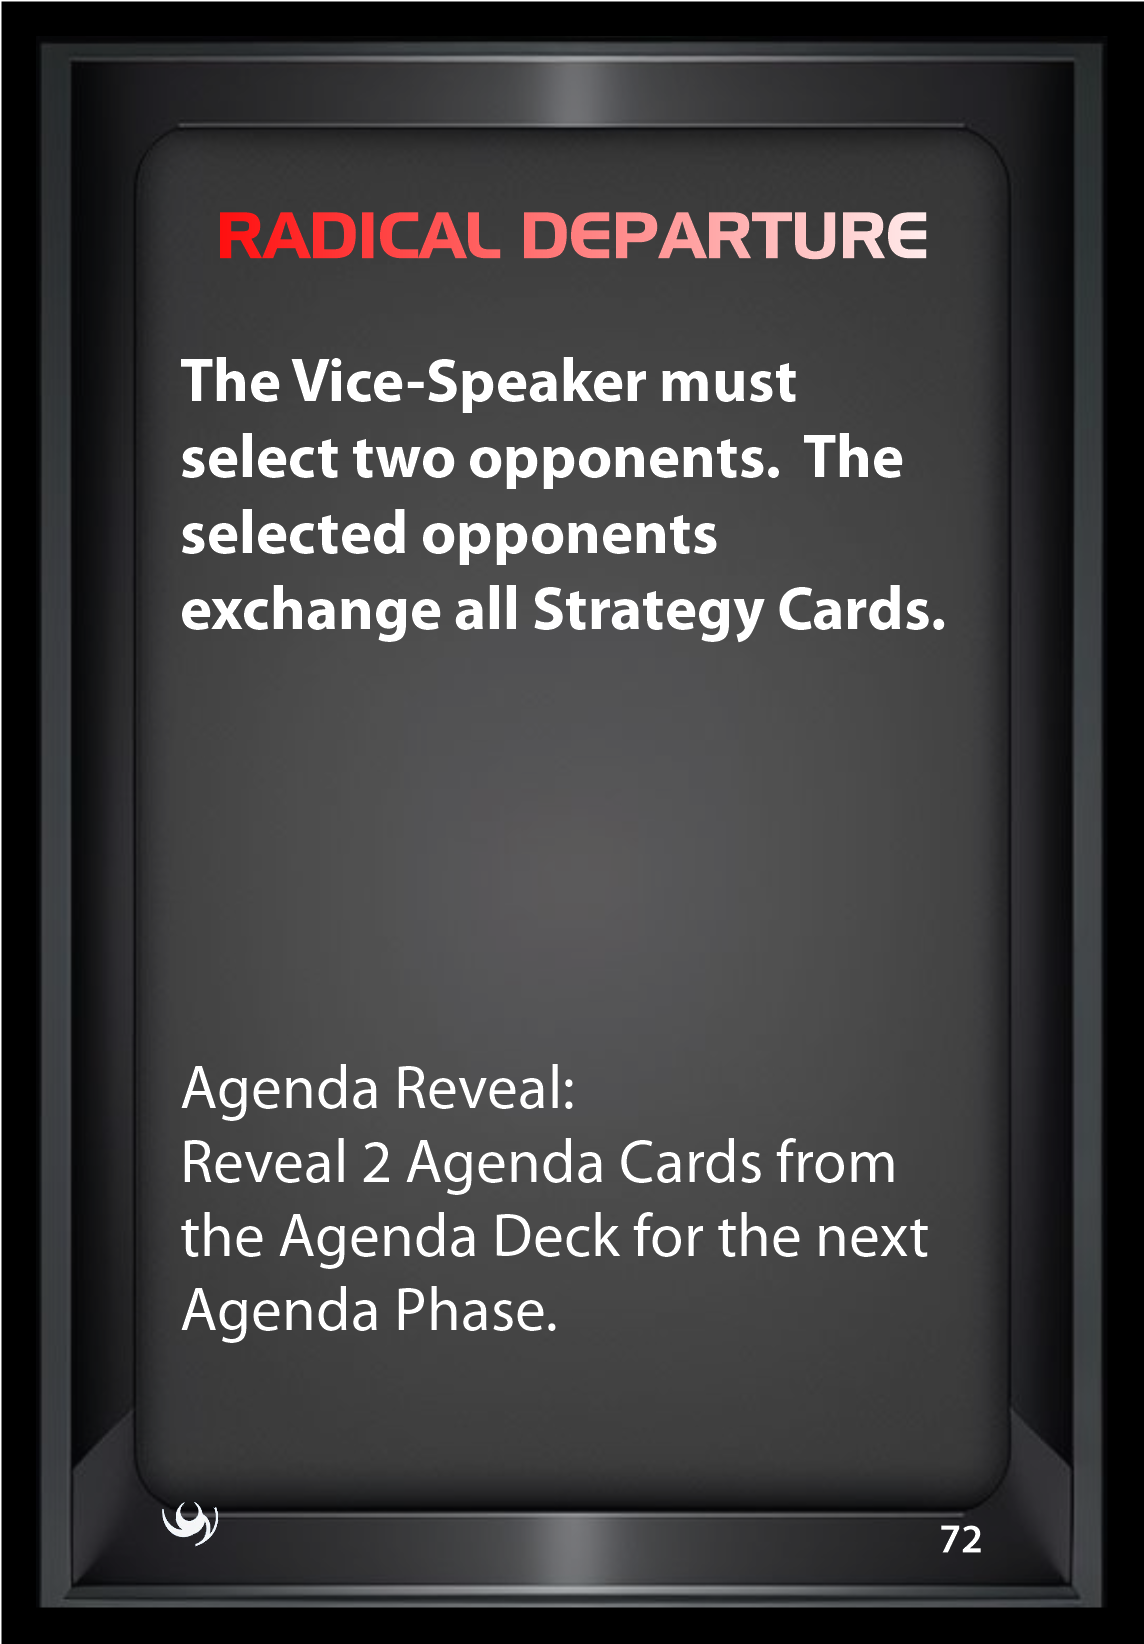 RADICAL DEPARTURE
The Vice-Speaker must
select two opponents.  The
selected opponents
exchange all Strategy Cards.
Agenda Reveal:
Reveal 2 Agenda Cards from
the Agenda Deck for the next
Agenda Phase.
72